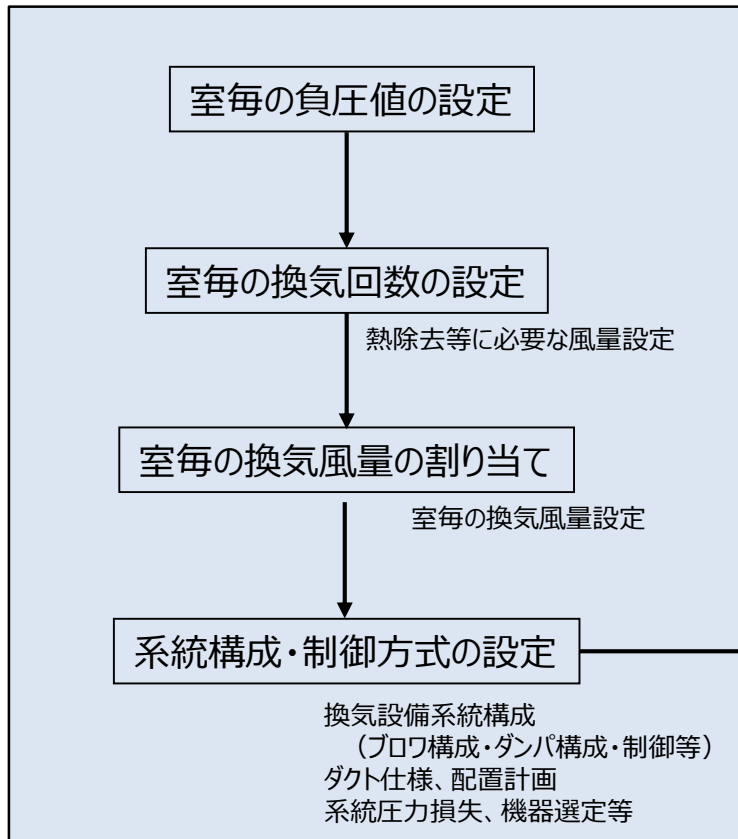 室毎の負圧値の設定
室毎の換気回数の設定
熱除去等に必要な風量設定
室毎の換気風量の割り当て
室毎の換気風量設定
系統構成・制御方式の設定
換気設備系統構成
（ブロワ構成・ダンパ構成・制御等）
ダクト仕様、配置計画
系統圧力損失、機器選定等